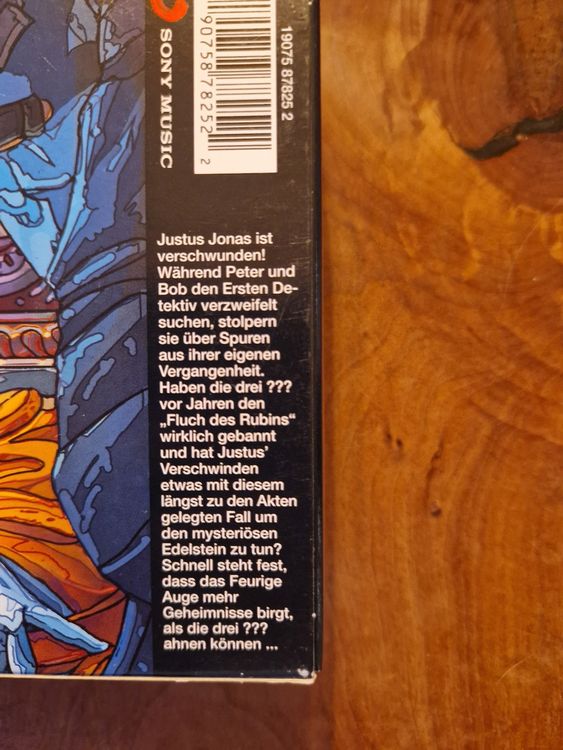 19075 87825 2
90758 78252
2
SONY MUSIC
Justus Jonas ist
verschwunden!
Während Peter und
Bob den Ersten De-
tektiv verzweifelt
suchen, stolpern
sie über Spuren
aus ihrer eigenen
Vergangenheit.
Haben die drei ???
vor Jahren den
„Fluch des Rubins“
wirklich gebannt
und hat Justus’
Verschwinden
etwas mit diesem
längst zu den Akten
gelegten Fall um
den mysteriösen
Edelstein zu tun?
Schnell steht fest,
dass das Feurige
Auge mehr
Geheimnisse birgt,
als die drei ???
ahnen können ...